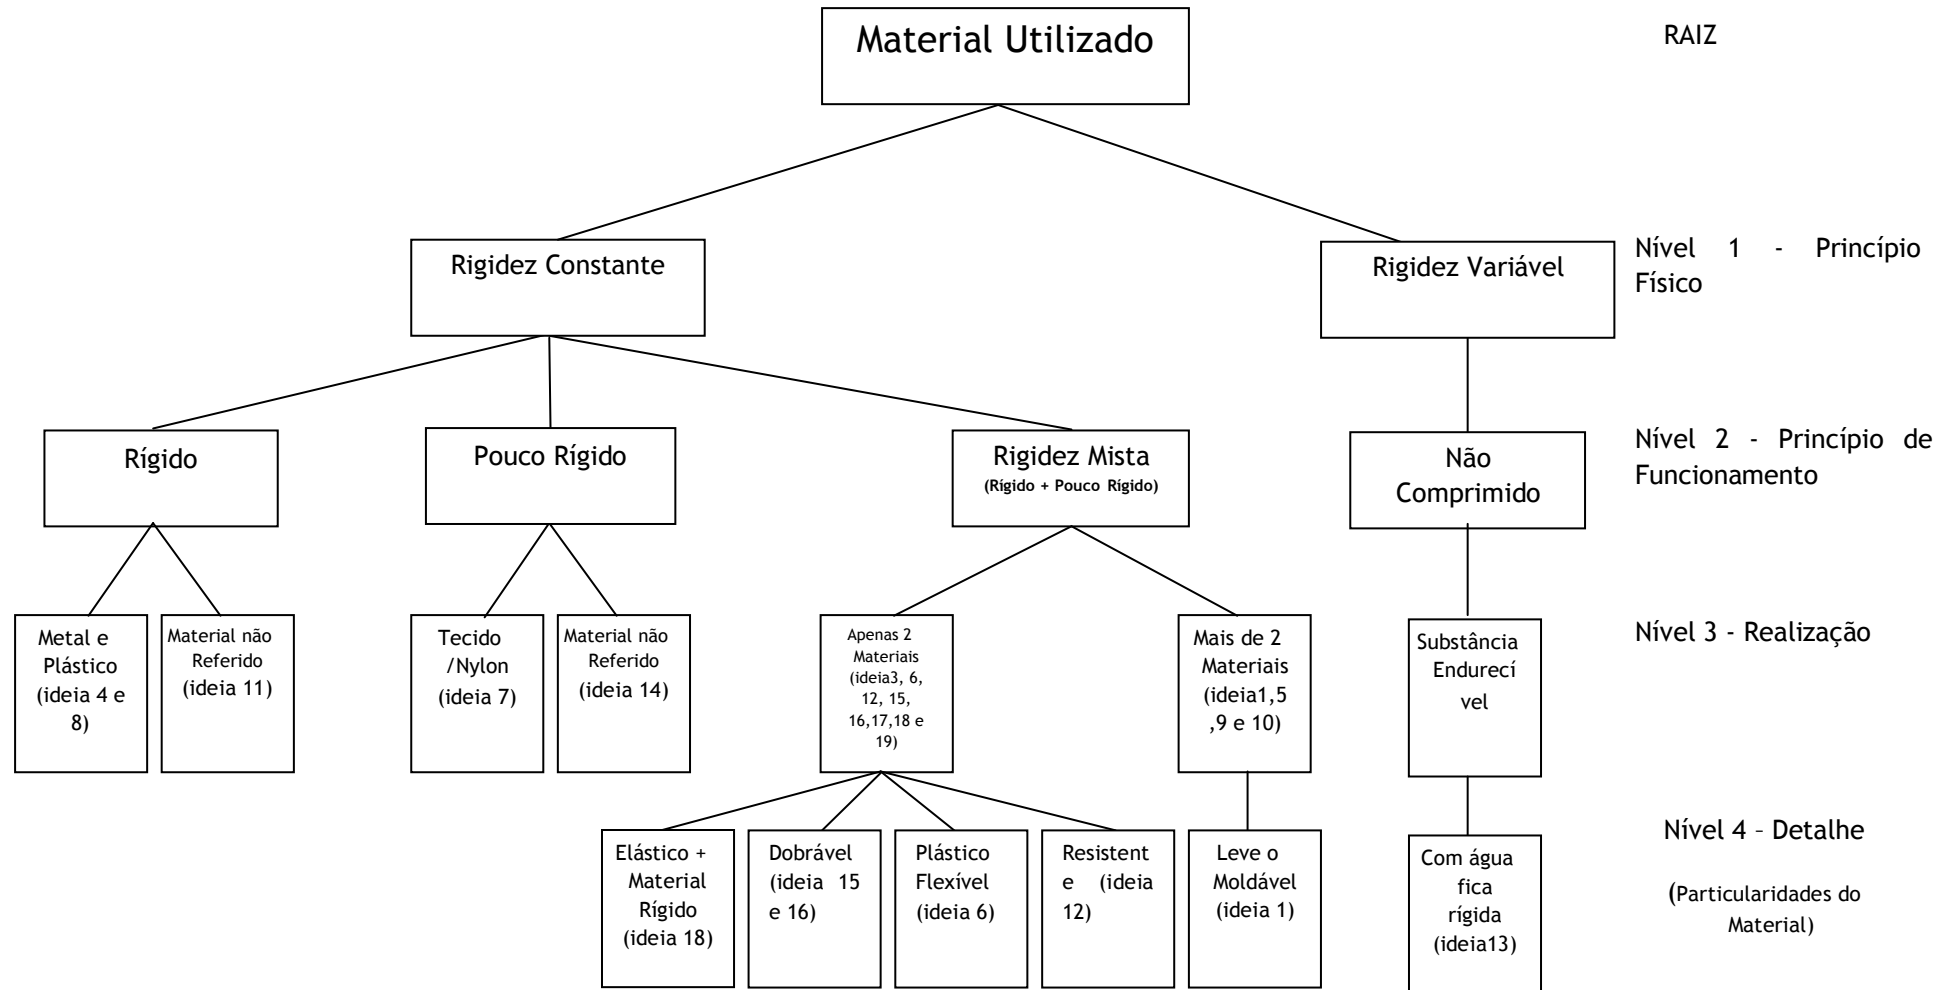 Material Utilizado
RAIZ
Rigidez Constante
Rigidez Variável
Nível 1 - Princípio
Físico
Rígido
Pouco Rígido
Rigidez Mista
(Rígido + Pouco Rígido)
Não
Comprimido
Nível 2 - Princípio de
Funcionamento
Metal e
Plástico
(ideia 4 e
8)
Material não
Referido
(ideia 11)
Tecido
/Nylon
(ideia 7)
Material não
Referido
(ideia 14)
Apenas 2
Materiais
(ideia3, 6,
12, 15,
16,17,18 e
19)
Mais de 2
Materiais
(ideia1,5
,9 e 10)
Substância
Endurecí
vel
Nível 3 - Realização
Elástico +
Material
Rígido
(ideia 18)
Dobrável
(ideia 15
e 16)
Plástico
Flexível
(ideia 6)
Resistent
e (ideia
12)
Leve o
Moldável
(ideia 1)
Com água
fica
rígida
(ideia13)
Nível 4 – Detalhe
(Particularidades do
Material)